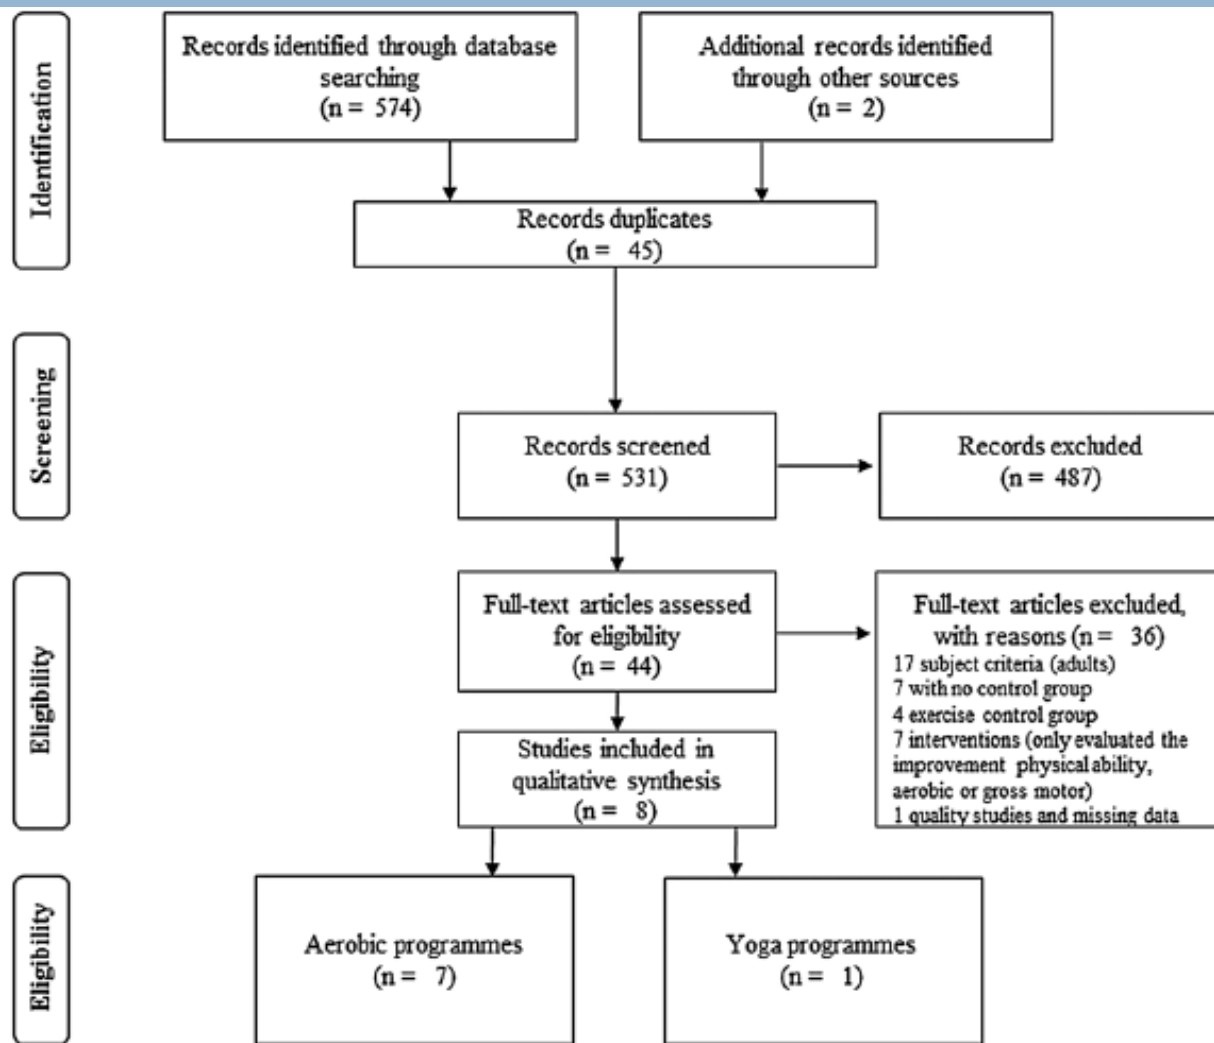 Identification
Records identified through database
searching
(n = 574)
Additional records identified
through other sources
(n = 2)
Records duplicates
(n = 45)
Screening
Records screened
(n = 531)
Records excluded
(n = 487)
Eligibility
Full-text articles assessed
for eligibility
(n = 44)
Full-text articles excluded,
with reasons (n = 36)
17 subject criteria (adults)
7 with no control group
4 exercise control group
7 interventions (only evaluated the
improvement physical ability,
aerobic or gross motor)
1 quality studies and missing data
Studies included in
qualitative synthesis
(n = 8)
Eligibility
Aerobic programmes
(n = 7)
Yoga programmes
(n = 1)